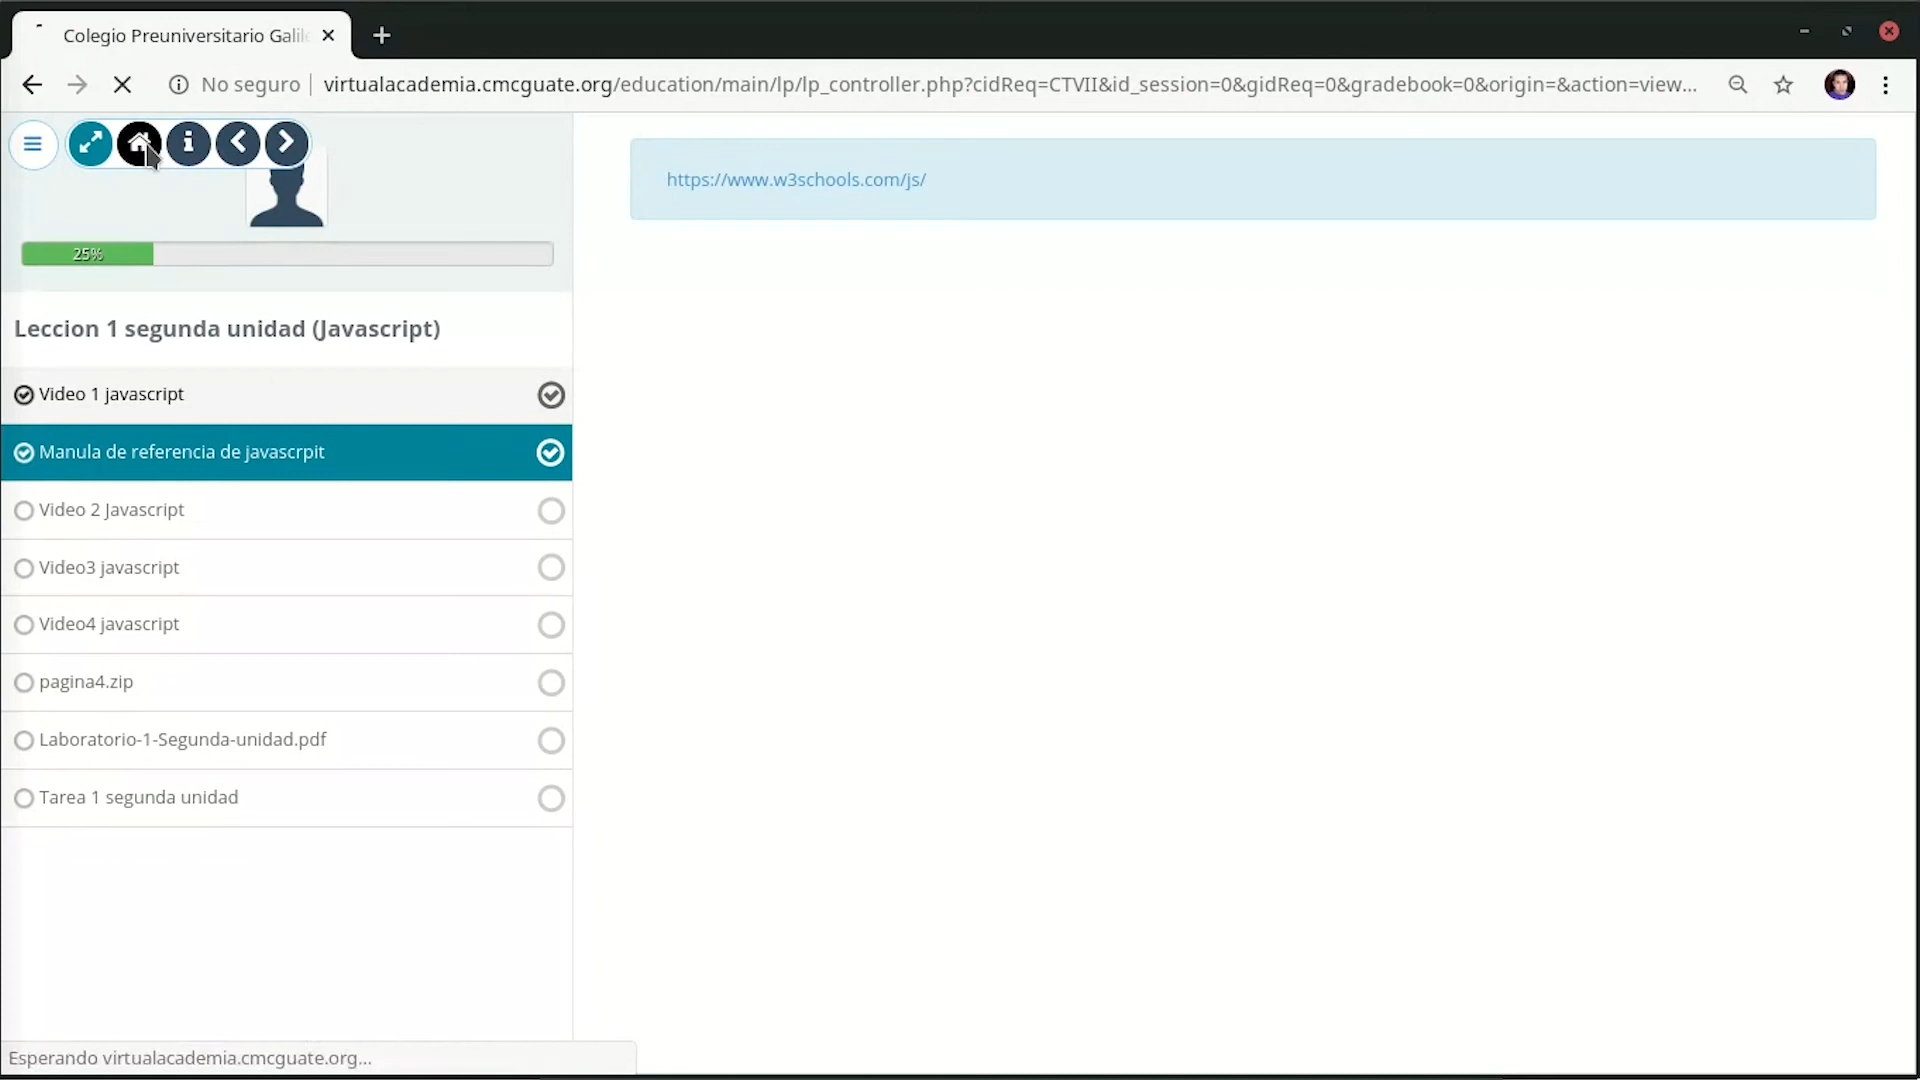 Colegio Preuniversitario Galil
No seguro
virtualacademia.cmcguate.org/education/main/lp/lp_controller.php?cidReq=CTVII&id_session=0&gidReq=0&gradebook=0&origin=&action=view...
https://www.w3schools.com/js/
25%
Leccion 1 segunda unidad (Javascript)
Video 1 javascript
Manula de referencia de javascrpit
Video 2 Javascript
Video3 javascript
Video4 javascript
pagina4.zip
Laboratorio-1-Segunda-unidad.pdf
Tarea 1 segunda unidad
Esperando virtualacademia.cmcguate.org...